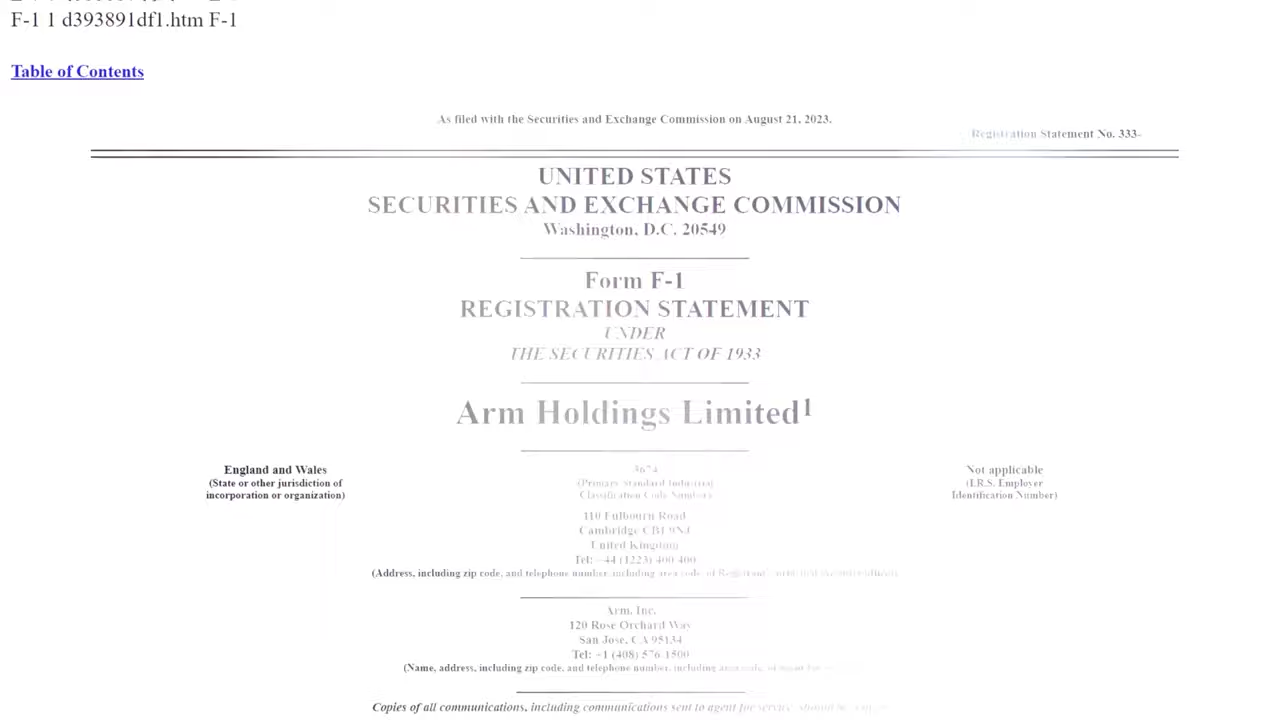 F-1 1 d393891df1.htm F-1
Table of Contents
As filed with the Securities and Exchange Commission on August 21, 2023.
Registration Statement No. 333-
UNITED STATES
SECURITIES AND EXCHANGE COMMISSION
Washington, D.C. 20549
Form F-1
REGISTRATION STATEMENT
UNDER
THE SECURITIES ACT OF 1933
Arm Holdings Limited1
England and Wales
(State or other jurisdiction of
incorporation or organization)
3674
(Primary Standard Industrial
Classification Code Number)
Not applicable
(I.R.S. Employer
Identification Number)
110 Fulbourn Road
Cambridge CB1 9NJ
United Kingdom
Tel: +44 (1223) 400 400
(Address, including zip code, and telephone number, including area code, of Registrant's principal executive offices)
Arm, Inc.
120 Rose Orchard Way
San Jose, CA 95134
Tel: +1 (408) 576-1500
(Name, address, including zip code, and telephone number, including area code, of agent for
Copies of all communications, including communications sent to agent for service, should be